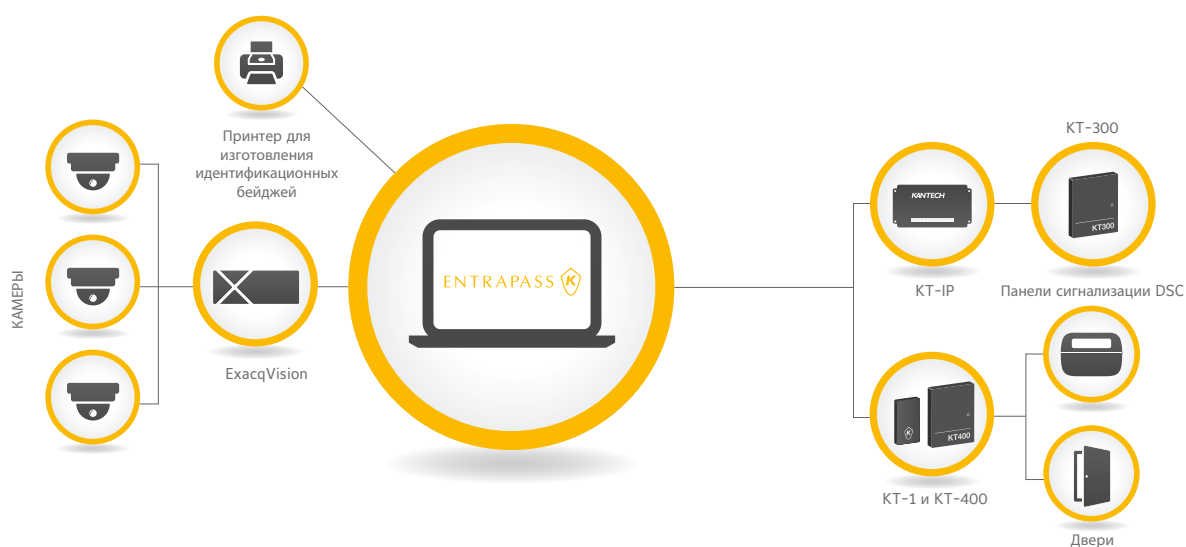 Принтер для
изготовления
идентификационных
бейджей
КАМЕРЫ
ExacqVision
ENTRAPASS K
KT-300
KANTECH
KT300
KT-IP
Панели сигнализации DSC
K
KT400
KT-1 и KT-400
Двери